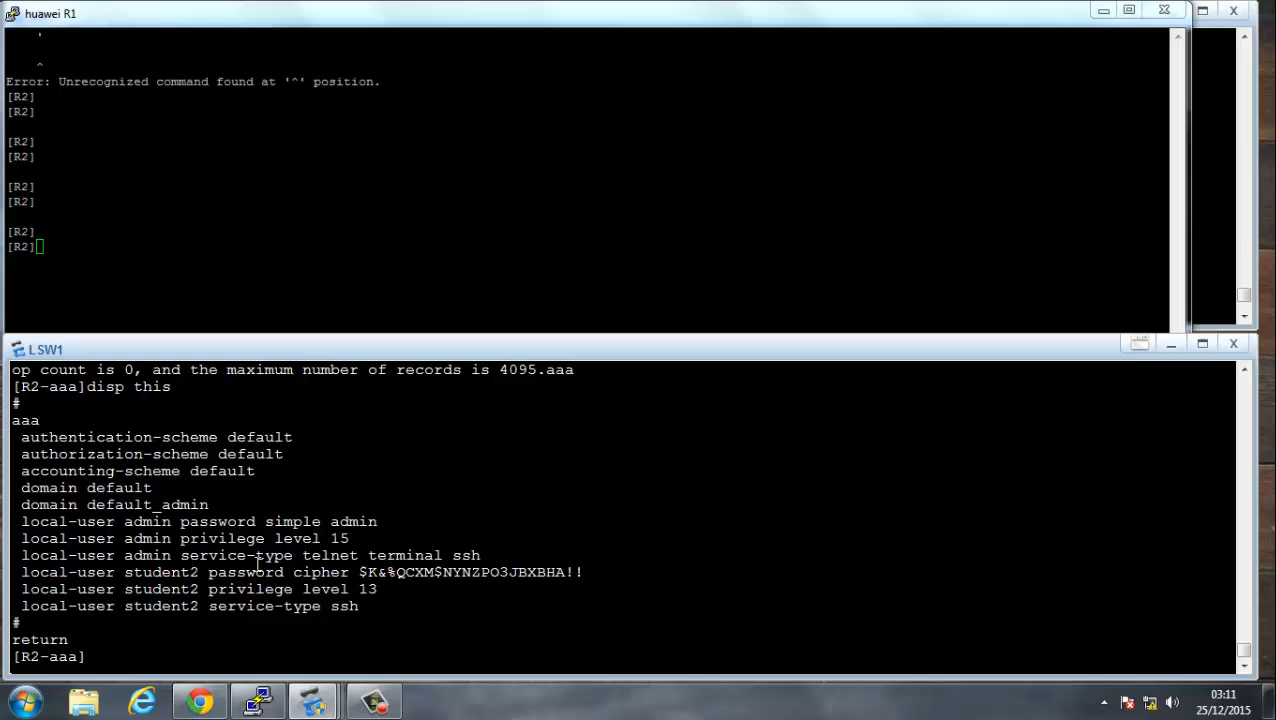 huawei R1
'
^
Error: Unrecognized command found at '^' position.
[R2]
[R2]
[R2]
[R2]
[R2]
[R2]
[R2]
[R2]
LSW1
op count is 0, and the maximum number of records is 4095.aaa
[R2-aaa]disp this
#
aaa
authentication-scheme default
authorization-scheme default
accounting-scheme default
domain default
domain default_admin
local-user admin password simple admin
local-user admin privilege level 15
local-user admin service-type telnet terminal ssh
local-user student2 password cipher $K&%QCXM$NYNZPO3JBXBHA!!
local-user student2 privilege level 13
local-user student2 service-type ssh
#
return
[R2-aaa]
03:11
25/12/2015